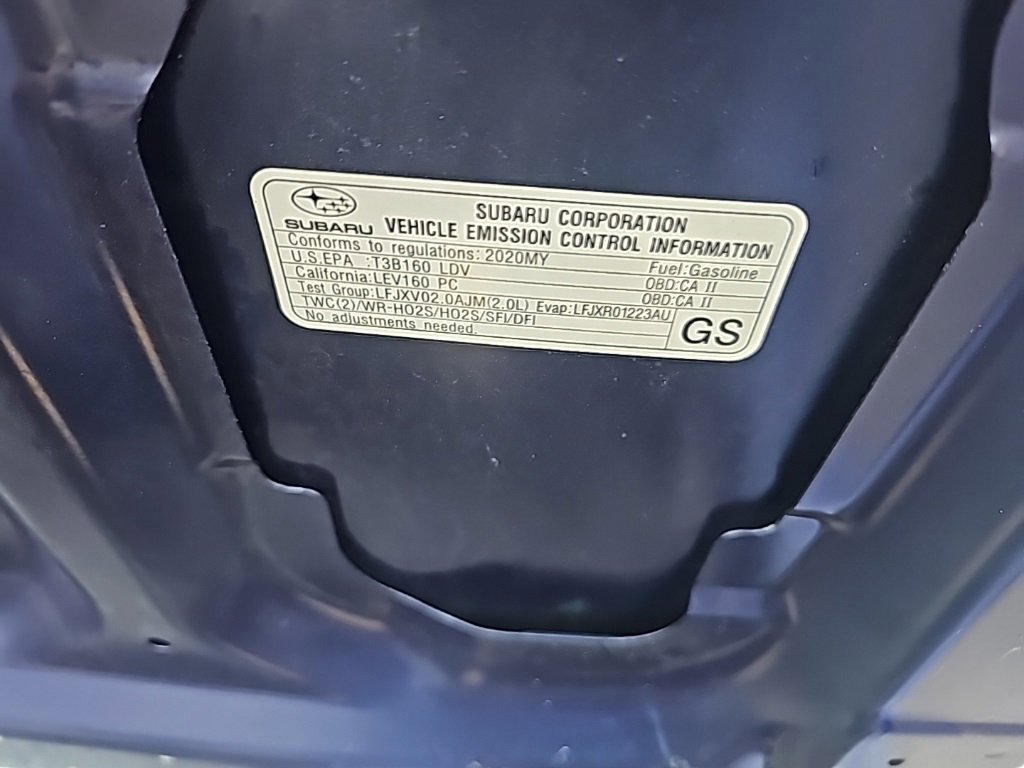 SUBARU CORPORATION
SUBARU VEHICLE EMISSION CONTROL INFORMATION
Conforms to regulations: 2020MY Fuel:Gasoline
U.S.EPA :T3B160 LDV OBD:CA II
California:LEV160 PC OBD:CA II
Test Group:LFJXV02.0AJM(2.0L) Evap:LFJXR01223AU
TWC(2)/WR-HO2S/HO2S/SFI/DFI
No adjustments needed.
GS